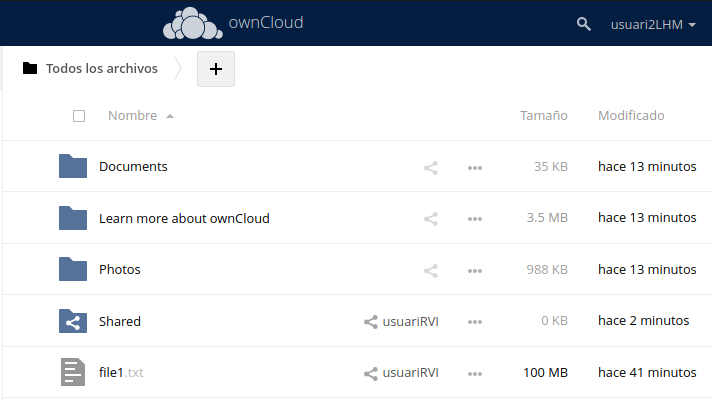 ownCloud usuari2LHM
Todos los archivos +
Nombre Tamaño Modificado
Documents 35 KB hace 13 minutos
Learn more about ownCloud 3.5 MB hace 13 minutos
Photos 988 KB hace 13 minutos
Shared usuariRVI 0 KB hace 2 minutos
file1.txt usuariRVI 100 MB hace 41 minutos